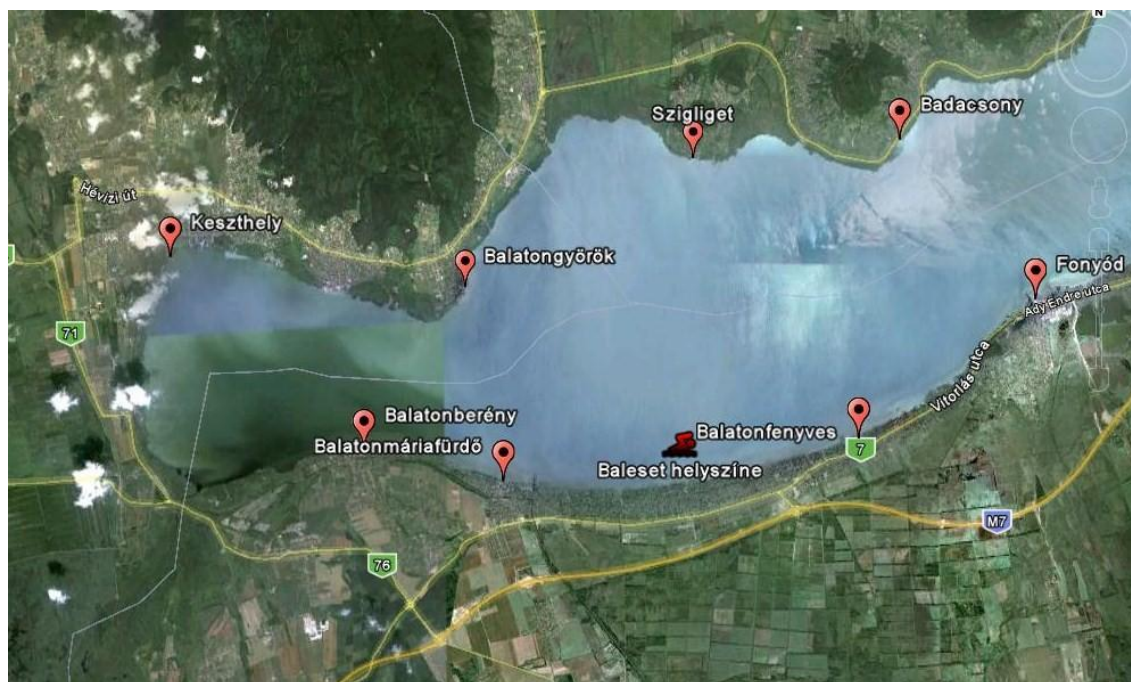 N
Szigliget
Badacsony
Hévízi út
Keszthely
Balatongyörök
Fonyód
Ady Endre utca
71
Vitorlás utca
Balatonberény
Balatonmáriafürdő
Balatonfenyves
7
Baleset helyszíne
M7
76